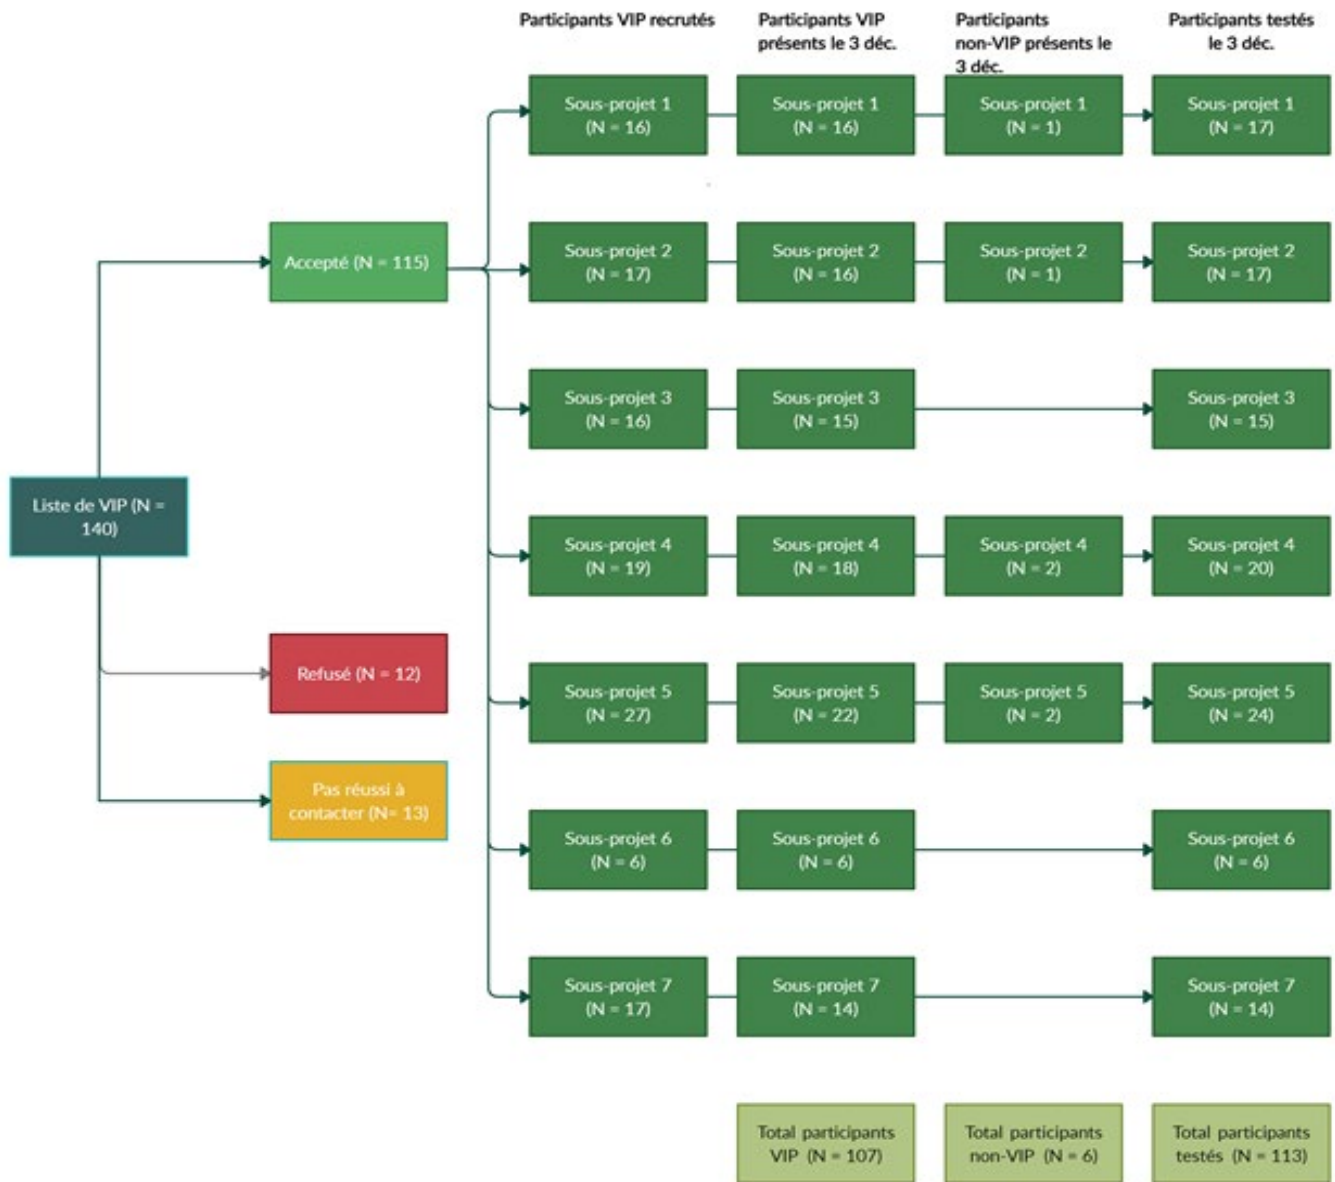 Participants VIP recrutés
Participants VIP
présents le 3 déc.
Participants
non-VIP présents le
3 déc.
Participants testés
le 3 déc.
Sous-projet 1
(N = 16)
Sous-projet 1
(N = 16)
Sous-projet 1
(N = 1)
Sous-projet 1
(N = 17)
Accepté (N = 115)
Sous-projet 2
(N = 17)
Sous-projet 2
(N = 16)
Sous-projet 2
(N = 1)
Sous-projet 2
(N = 17)
Sous-projet 3
(N = 16)
Sous-projet 3
(N = 15)
Sous-projet 3
(N = 15)
Liste de VIP (N =
140)
Sous-projet 4
(N = 19)
Sous-projet 4
(N = 18)
Sous-projet 4
(N = 2)
Sous-projet 4
(N = 20)
Refusé (N = 12)
Sous-projet 5
(N = 27)
Sous-projet 5
(N = 22)
Sous-projet 5
(N = 2)
Sous-projet 5
(N = 24)
Pas réussi à
contacter (N= 13)
Sous-projet 6
(N = 6)
Sous-projet 6
(N = 6)
Sous-projet 6
(N = 6)
Sous-projet 7
(N = 17)
Sous-projet 7
(N = 14)
Sous-projet 7
(N = 14)
Total participants
VIP (N = 107)
Total participants
non-VIP (N = 6)
Total participants
testés (N = 113)